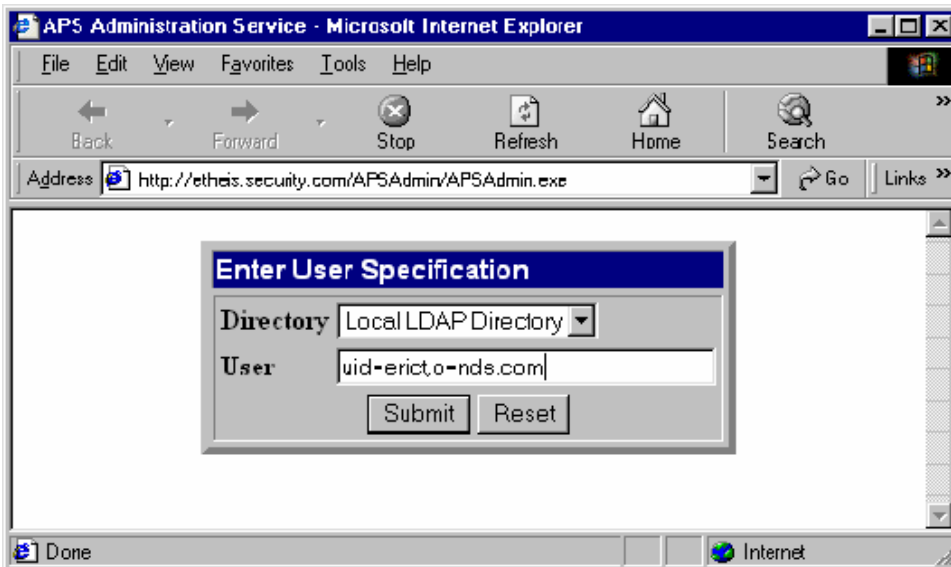 APS Administration Service - Microsoft Internet Explorer
File Edit View Favorites Tools Help
Back Forward Stop Refresh Home Search »
Address http://etheis.security.com/APSAdmin/APSAdmin.exe Go Links »
Enter User Specification
Directory Local LDAP Directory
User uid=erict,o=nds.com
Submit Reset
Done Internet